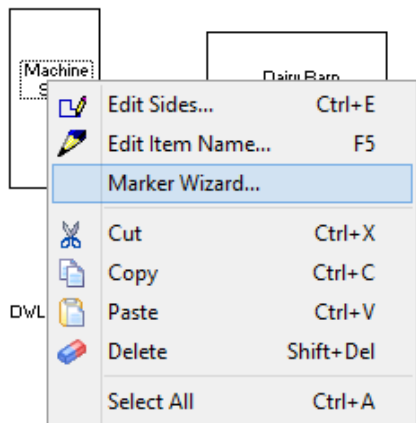 Machine
S
Dairy Barn
Edit Sides... Ctrl+E
Edit Item Name... F5
Marker Wizard...
Cut Ctrl+X
Copy Ctrl+C
DWL
Paste Ctrl+V
Delete Shift+Del
Select All Ctrl+A